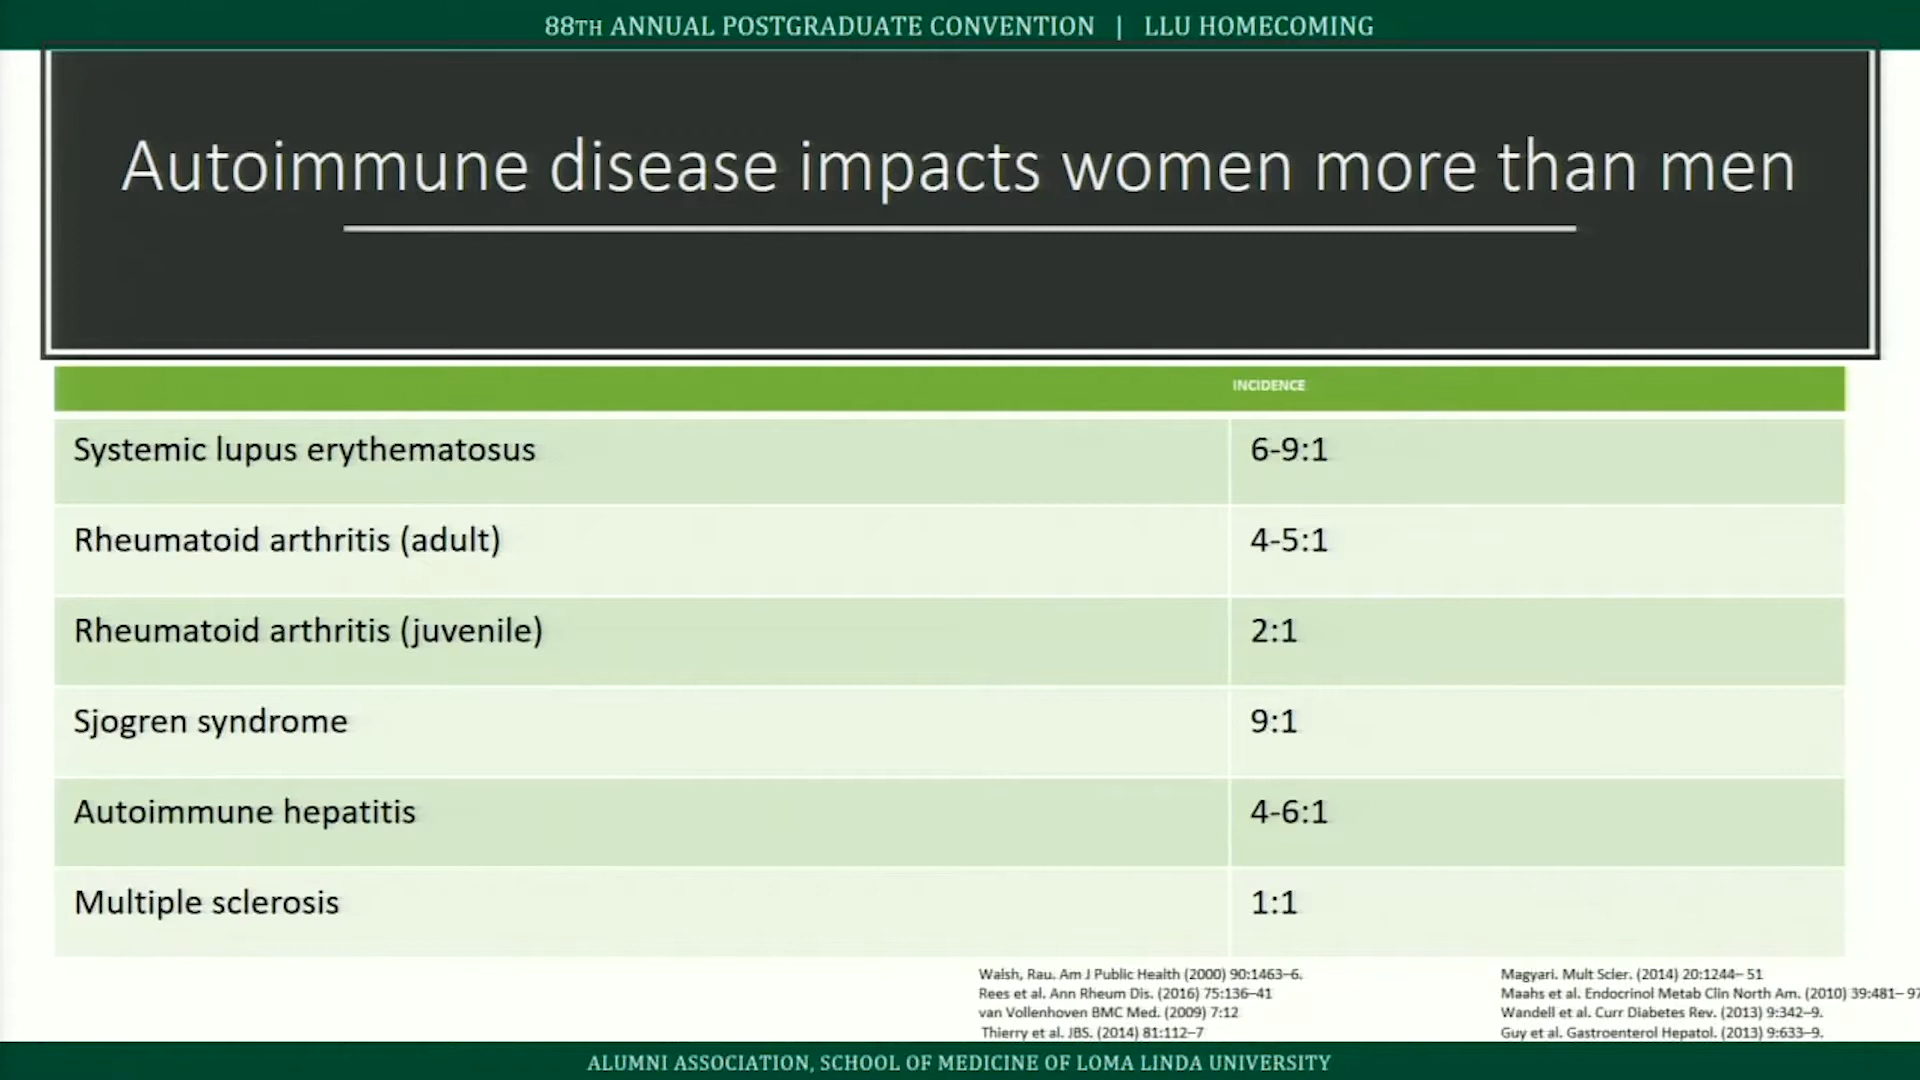 88TH ANNUAL POSTGRADUATE CONVENTION | LLU HOMECOMING
Autoimmune disease impacts women more than men
INCIDENCE
Systemic lupus erythematosus 6-9:1
Rheumatoid arthritis (adult) 4-5:1
Rheumatoid arthritis (juvenile) 2:1
Sjogren syndrome 9:1
Autoimmune hepatitis 4-6:1
Multiple sclerosis 1:1
Walsh, Rau. Am J Public Health (2000) 90:1463–6.
Rees et al. Ann Rheum Dis. (2016) 75:136–41
van Vollenhoven BMC Med. (2009) 7:12
Thierry et al. JBS. (2014) 81:112–7
Magyari. Mult Scler. (2014) 20:1244– 51
Maahs et al. Endocrinol Metab Clin North Am. (2010) 39:481– 97
Wandell et al. Curr Diabetes Rev. (2013) 9:342–9.
Guy et al. Gastroenterol Hepatol. (2013) 9:633–9.
ALUMNI ASSOCIATION, SCHOOL OF MEDICINE OF LOMA LINDA UNIVERSITY